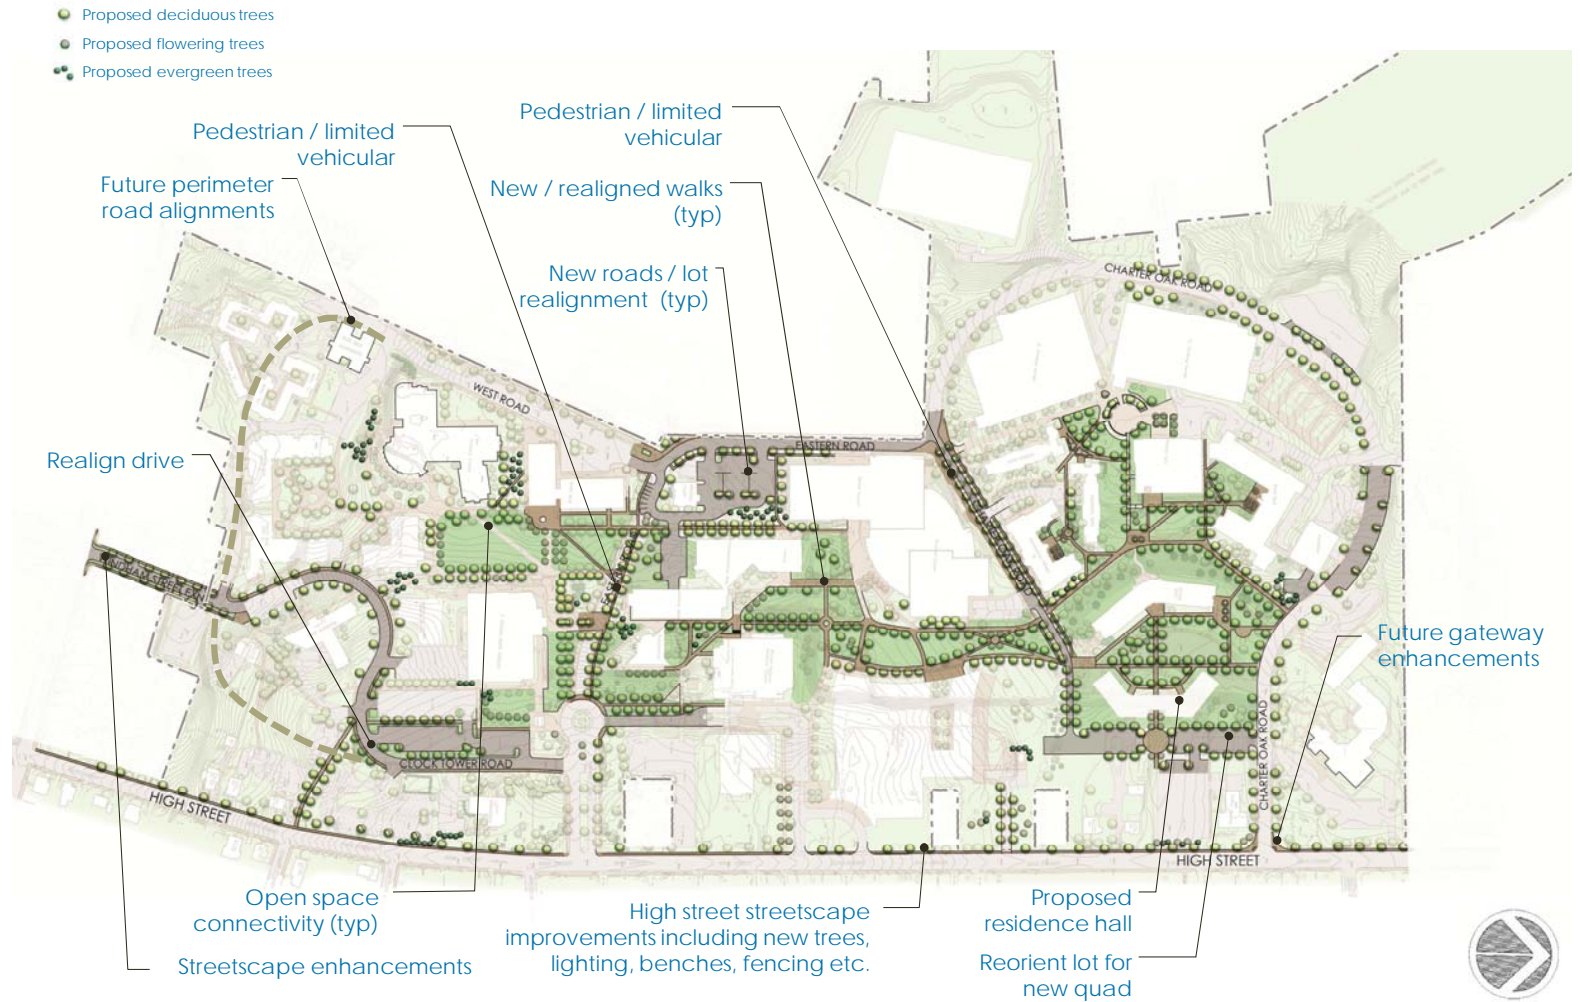 Proposed deciduous trees
Proposed flowering trees
Proposed evergreen trees
Pedestrian / limited
vehicular
Pedestrian / limited
vehicular
Future perimeter
road alignments
New / realigned walks
(typ)
New roads / lot
realignment (typ)
CHARTER OAK ROAD
WEST ROAD
EASTERN ROAD
Realign drive
Future gateway
enhancements
CHARTER OAK ROAD
CLOCK TOWER ROAD
HIGH STREET
HIGH STREET
Open space
connectivity (typ)
Streetscape enhancements
High street streetscape
improvements including new trees,
lighting, benches, fencing etc.
Proposed
residence hall
Reorient lot for
new quad